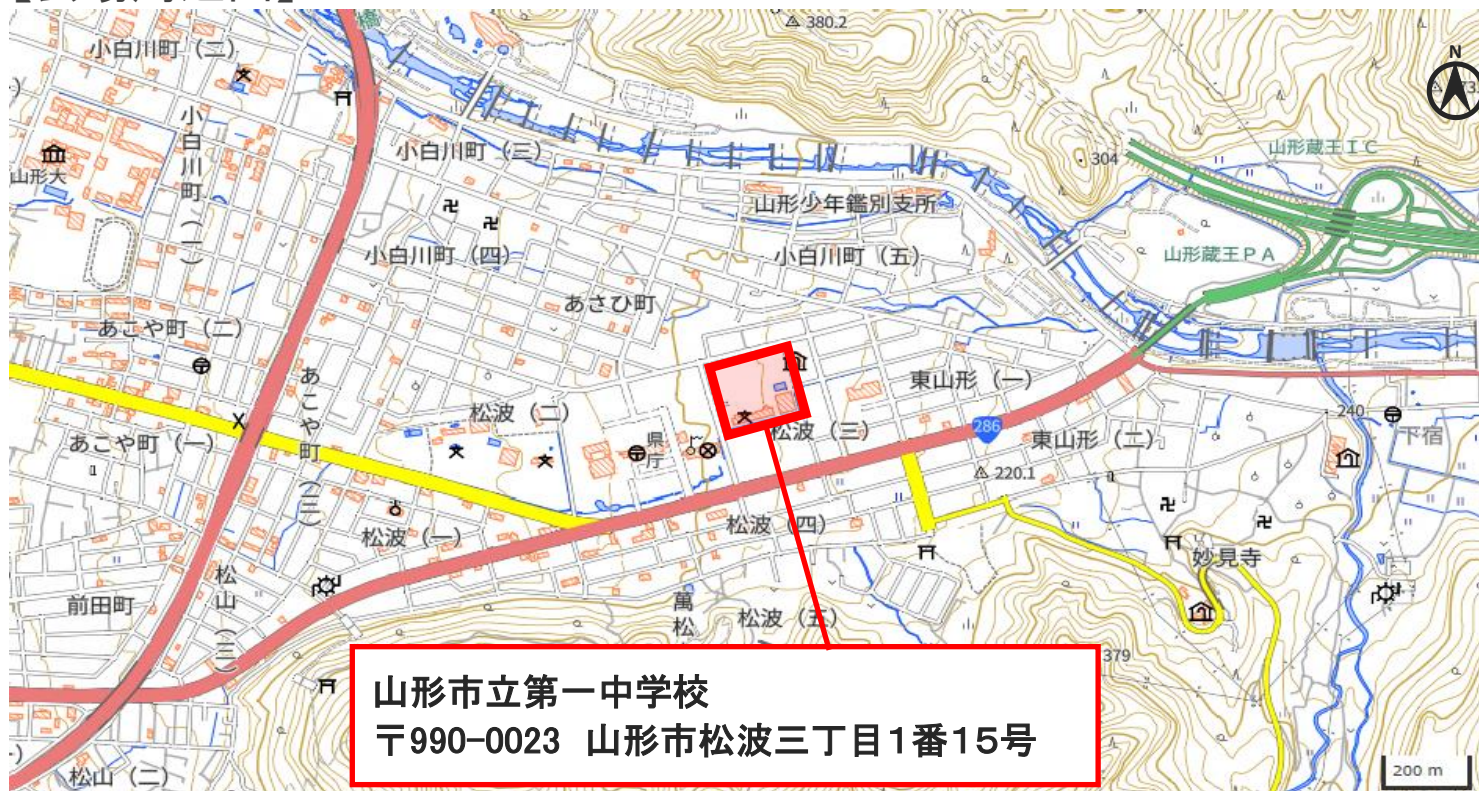 380.2
小白川町（二）
N
小白川町（一）
小白川町（三）
山形蔵王ＩＣ
304
山形大
山形少年鑑別支所
小白川町（四）
小白川町（五）
山形蔵王ＰＡ
あさひ町
あこや町（二）
東山形（一）
あこや町（三）
松波（二）
240
286
あこや町（一）
県庁
松波（三）
東山形（二）
下宿
220.1
松波（一）
松波（四）
妙見寺
松山（三）
前田町
萬松
松波（五）
379
山形市立第一中学校
〒990-0023 山形市松波三丁目1番15号
松山（二）
200 m